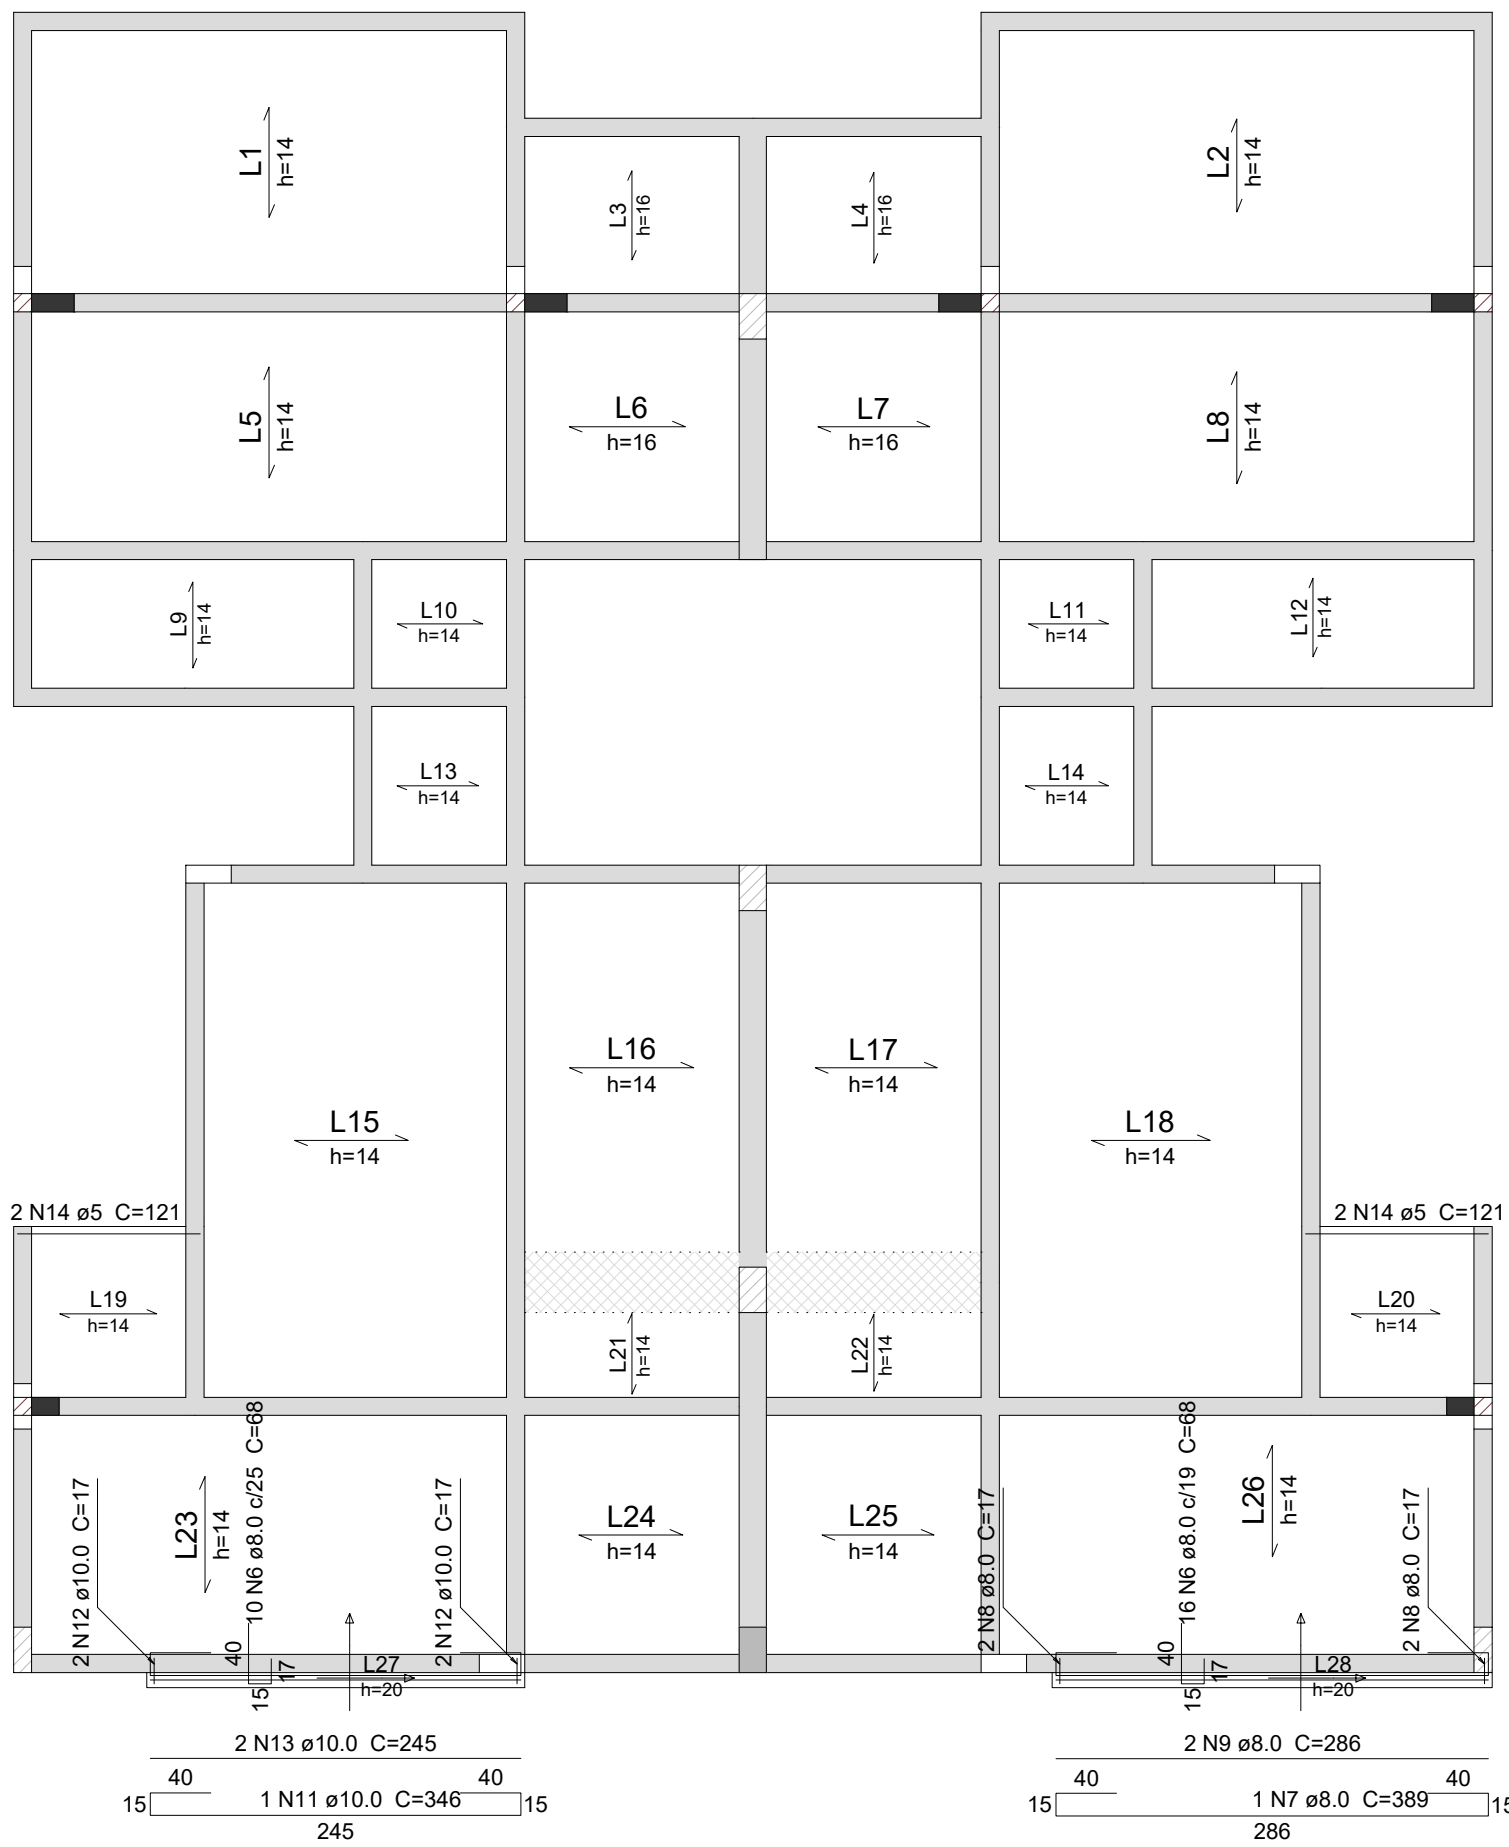 L1
h=14
L2
h=14
L3
h=16
L4
h=16
L5
h=14
L6
h=16
L7
h=16
L8
h=14
L9
h=14
L10
h=14
L11
h=14
L12
h=14
L13
h=14
L14
h=14
L15
h=14
L16
h=14
L17
h=14
L18
h=14
2 N14 ø5 C=121
2 N14 ø5 C=121
L19
h=14
L20
h=14
L21
h=14
L22
h=14
L23
h=14
L24
h=14
L25
h=14
L26
h=14
2 N12 ø10.0 C=17
10 N6 ø8.0 c/25 C=68
2 N12 ø10.0 C=17
2 N8 ø8.0 C=17
16 N6 ø8.0 c/19 C=68
2 N8 ø8.0 C=17
40
17
15
L27
h=20
40
17
15
L28
h=20
2 N13 ø10.0 C=245
40
40
15
1 N11 ø10.0 C=346
15
245
2 N9 ø8.0 C=286
40
40
15
1 N7 ø8.0 C=389
15
286